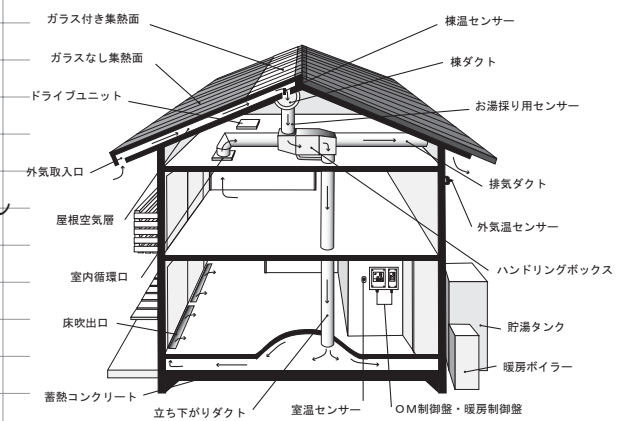 ガラス付き集熱面
ガラスなし集熱面
ドライブユニット
外気取入口
屋根空気層
室内循環口
床吹出口
蓄熱コンクリート
立ち下がりダクト
室温センサー
OM制御盤・暖房制御盤
棟温センサー
棟ダクト
お湯採り用センサー
排気ダクト
外気温センサー
ハンドリングボックス
貯湯タンク
暖房ボイラー